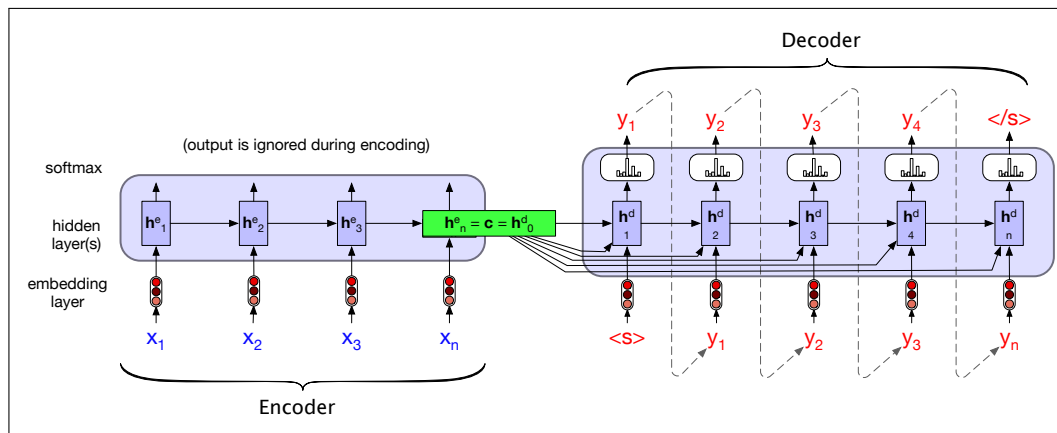 Decoder
y₁ y₂ y₃ y₄ </s>
(output is ignored during encoding)
softmax
hidden
layer(s)
hᵉ₁ hᵉ₂ hᵉ₃ hᵉₙ = c = hᵈ₀ hᵈ₁ hᵈ₂ hᵈ₃ hᵈ₄ hᵈₙ
embedding
layer
x₁ x₂ x₃ xₙ <s> y₁ y₂ y₃ yₙ
Encoder